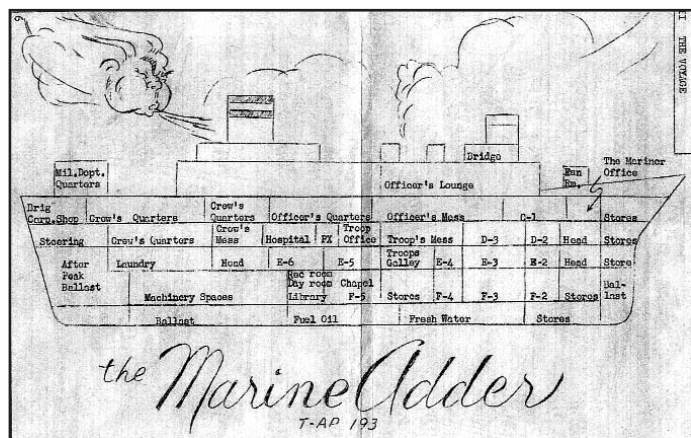 6
II THE VOYAGE
Bridge
The Mariner
Office
Mil.Dept.
Quarters
Officer's Lounge
Rm.
Brig
Corp.Shop
Crew's Quarters
Crew's
Quarters
Officer's Quarters
Officer's Mess
C-1
Stores
Steering
Crew's Quarters
Crew's
Mess
Hospital
PX
Troop
Office
Troop's Mess
D-3
D-2
Head
Stores
After
Peak
Ballast
Laundry
Head
E-6
E-5
Troops
Galley
E-4
E-3
E-2
Head
Store
Machinery Spaces
Rec room
Day room Chapel
Library
F-5
Stores
F-4
F-3
F-2
Stores
Bal-
last
Ballast
Fuel Oil
Fresh Water
Stores
the Marine Adder
T-AP 193